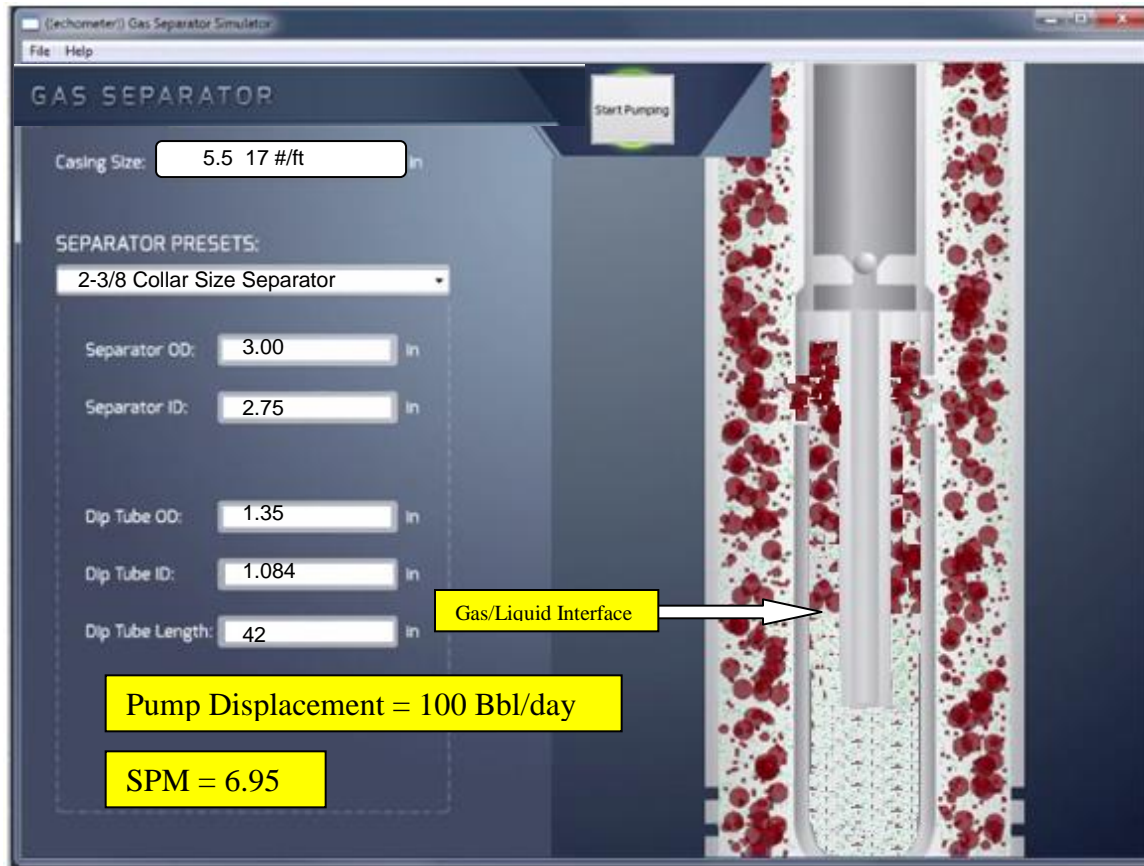 ((echometer)) Gas Separator Simulator
File Help
GAS SEPARATOR
Start Pumping
Casing Size: 5.5 17 #/ft in
SEPARATOR PRESETS:
2-3/8 Collar Size Separator
Separator OD: 3.00 in
Separator ID: 2.75 in
Dip Tube OD: 1.35 in
Dip Tube ID: 1.084 in
Gas/Liquid Interface
Dip Tube Length: 42 in
Pump Displacement = 100 Bbl/day
SPM = 6.95